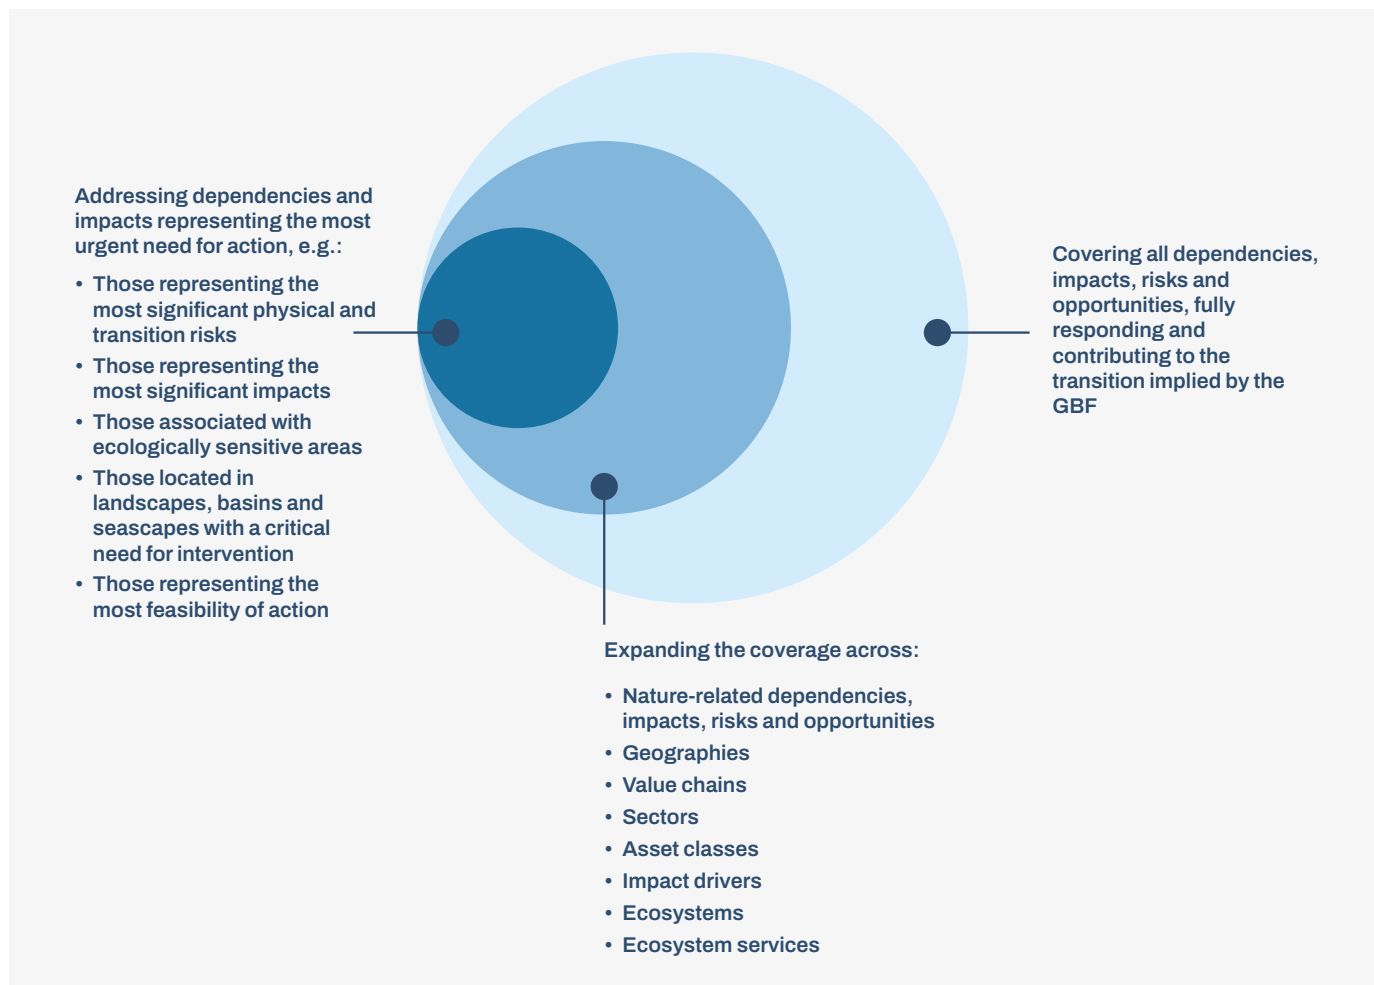 Addressing dependencies and
impacts representing the most
urgent need for action, e.g.:
• Those representing the
most significant physical and
transition risks
• Those representing the
most significant impacts
• Those associated with
ecologically sensitive areas
• Those located in
landscapes, basins and
seascapes with a critical
need for intervention
• Those representing the
most feasibility of action
Covering all dependencies,
impacts, risks and
opportunities, fully
responding and
contributing to the
transition implied by the
GBF
Expanding the coverage across:
• Nature-related dependencies,
impacts, risks and opportunities
• Geographies
• Value chains
• Sectors
• Asset classes
• Impact drivers
• Ecosystems
• Ecosystem services